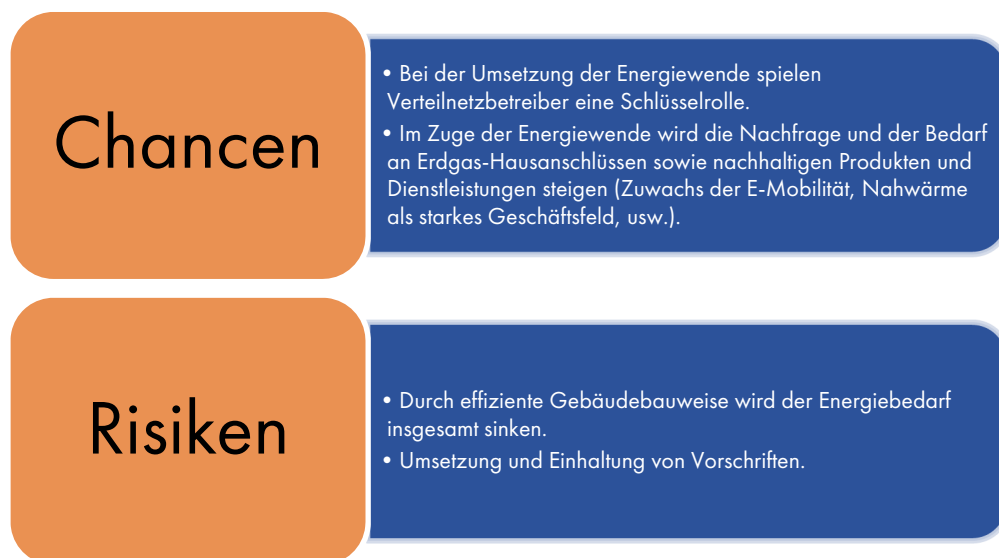 Chancen
• Bei der Umsetzung der Energiewende spielen
Verteilnetzbetreiber eine Schlüsselrolle.
• Im Zuge der Energiewende wird die Nachfrage und der Bedarf
an Erdgas-Hausanschlüssen sowie nachhaltigen Produkten und
Dienstleistungen steigen (Zuwachs der E-Mobilität, Nahwärme
als starkes Geschäftsfeld, usw.).
Risiken
• Durch effiziente Gebäudebauweise wird der Energiebedarf
insgesamt sinken.
• Umsetzung und Einhaltung von Vorschriften.